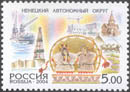 НЕНЕЦКИЙ АВТОНОМНЫЙ ОКРУГ
РОССИЯ
ROSSIJA 2004
5.00